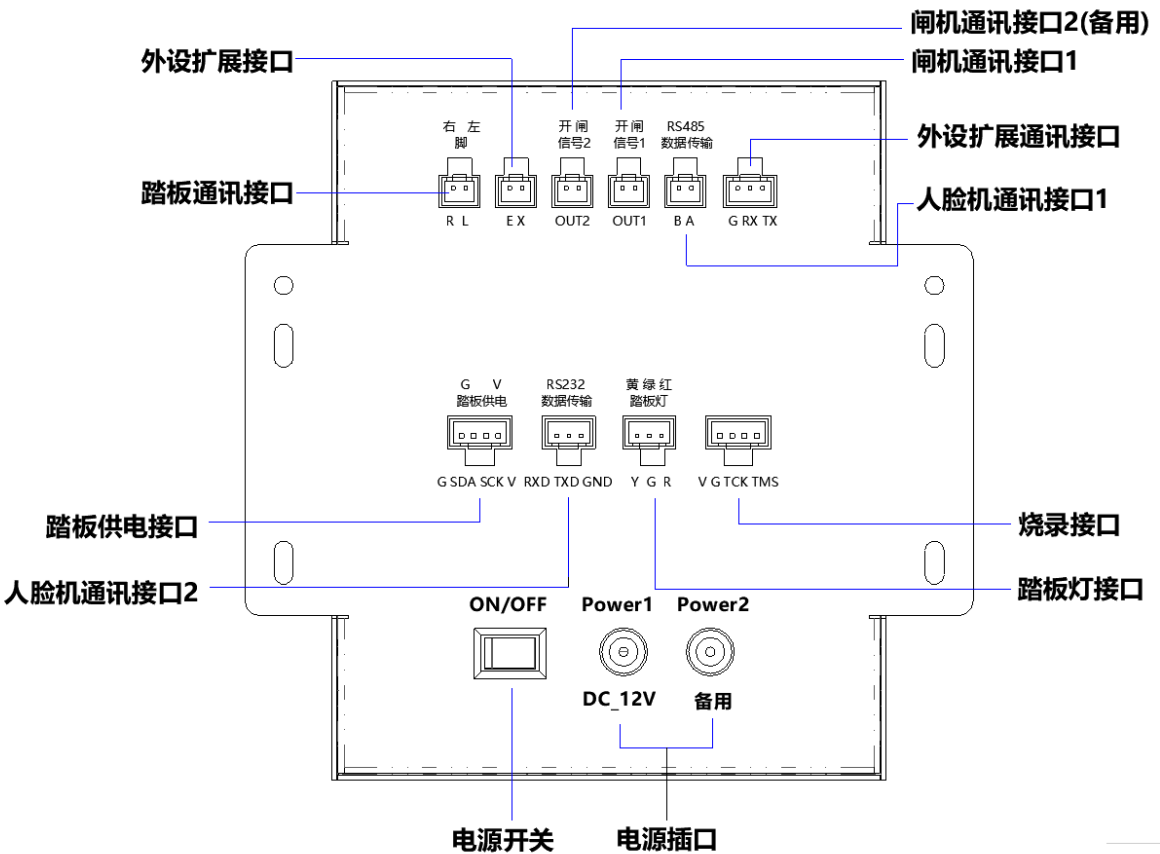 闸机通讯接口2(备用)
外设扩展接口
闸机通讯接口1
右 左
脚
开 闸
信号2
开 闸
信号1
RS485
数据传输
外设扩展通讯接口
踏板通讯接口
人脸机通讯接口1
R L
E X
OUT2
OUT1
B A
G RX TX
G V
踏板供电
RS232
数据传输
黄 绿 红
踏板灯
G SDA SCK V
RXD TXD GND
Y G R
V G TCK TMS
踏板供电接口
烧录接口
人脸机通讯接口2
踏板灯接口
ON/OFF
Power1
Power2
DC_12V
备用
电源开关
电源插口